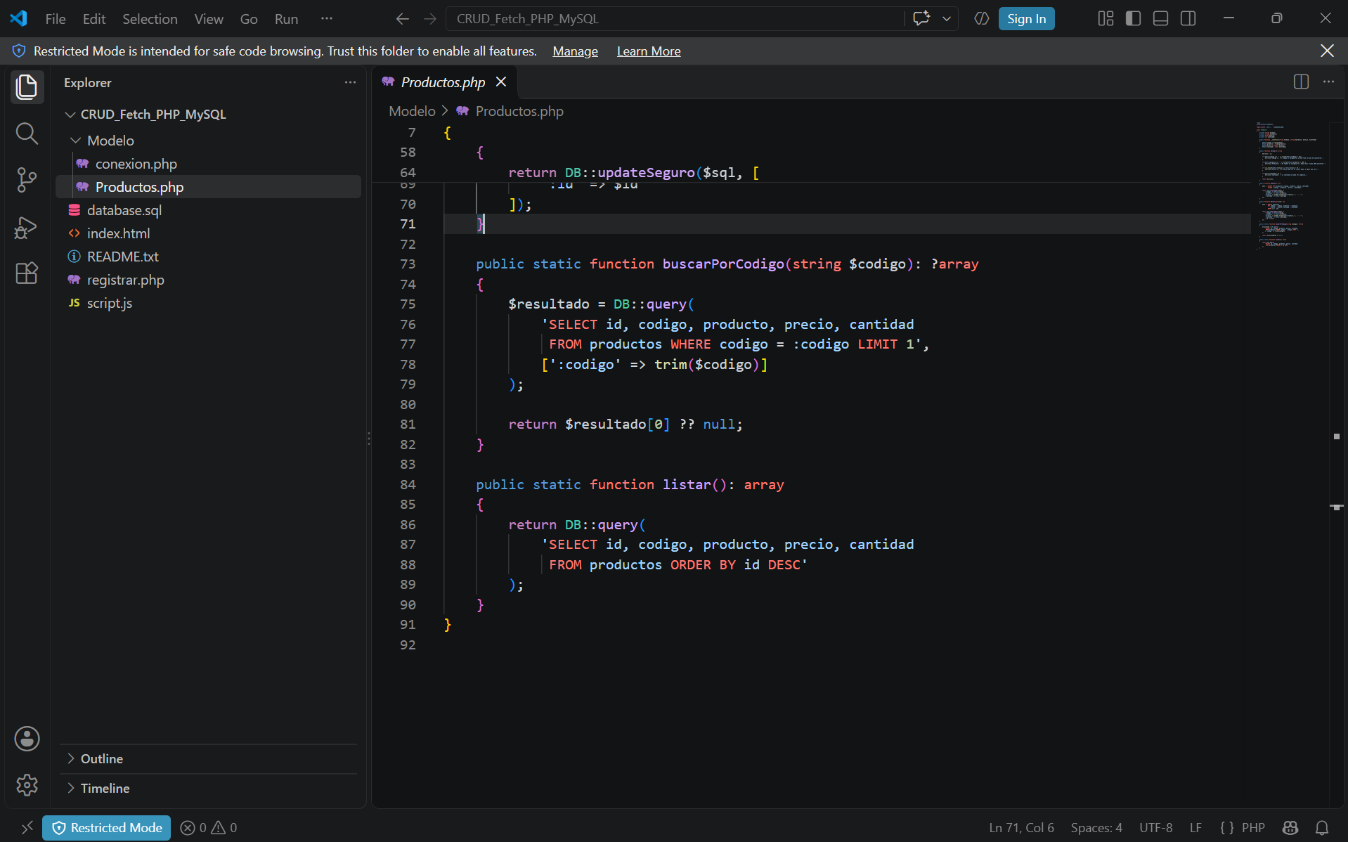 File Edit Selection View Go Run ··· CRUD_Fetch_PHP_MySQL Sign In
Restricted Mode is intended for safe code browsing. Trust this folder to enable all features. Manage Learn More
Explorer
CRUD_Fetch_PHP_MySQL
Modelo
conexion.php
Productos.php
database.sql
index.html
README.txt
registrar.php
JS script.js
Outline
Timeline
Productos.php
Modelo > Productos.php
7 {
58 {
64 return DB::updateSeguro($sql, [
69 ':id' => $id
70 ]);
71 }
72
73 public static function buscarPorCodigo(string $codigo): ?array
74 {
75 $resultado = DB::query(
76 'SELECT id, codigo, producto, precio, cantidad
77 FROM productos WHERE codigo = :codigo LIMIT 1',
78 [':codigo' => trim($codigo)]
79 );
80
81 return $resultado[0] ?? null;
82 }
83
84 public static function listar(): array
85 {
86 return DB::query(
87 'SELECT id, codigo, producto, precio, cantidad
88 FROM productos ORDER BY id DESC'
89 );
90 }
91 }
92
Restricted Mode 0 0 Ln 71, Col 6 Spaces: 4 UTF-8 LF { } PHP